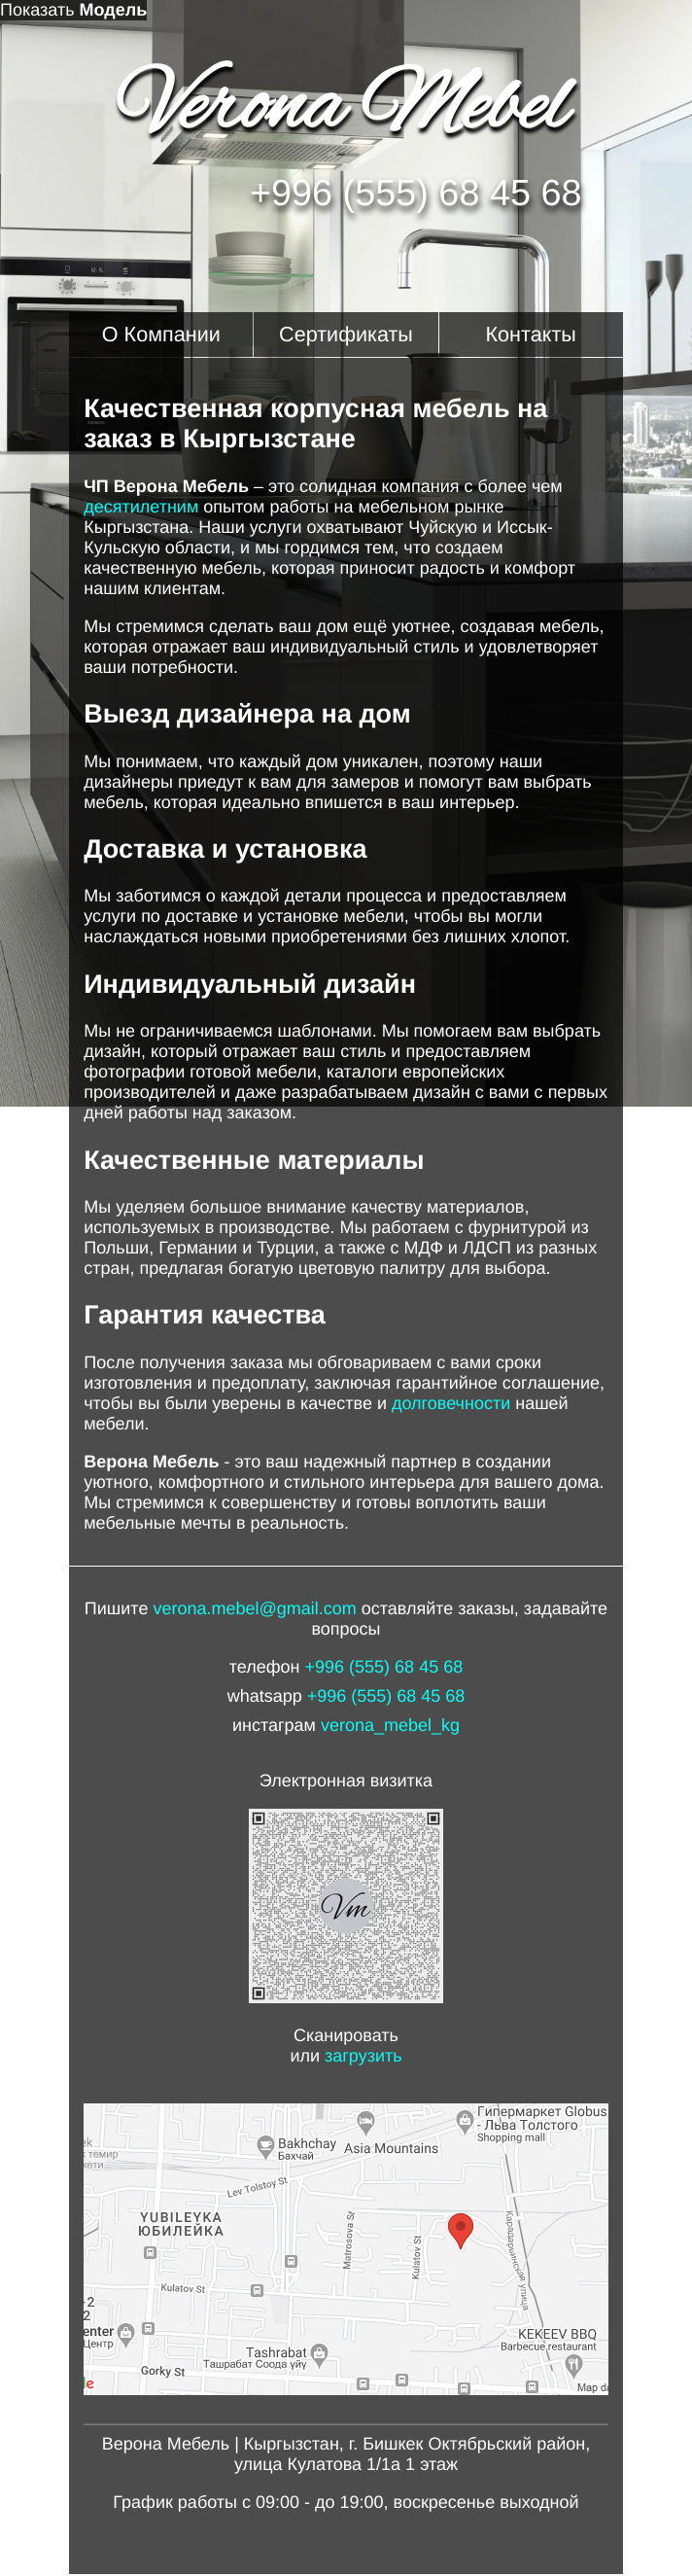 Показать Модель
Verona Mebel
+996 (555) 68 45 68
О Компании Сертификаты Контакты
Качественная корпусная мебель на
заказ в Кыргызстане
ЧП Верона Мебель – это солидная компания с более чем
десятилетним опытом работы на мебельном рынке
Кыргызстана. Наши услуги охватывают Чуйскую и Иссык-
Кульскую области, и мы гордимся тем, что создаем
качественную мебель, которая приносит радость и комфорт
нашим клиентам.
Мы стремимся сделать ваш дом ещё уютнее, создавая мебель,
которая отражает ваш индивидуальный стиль и удовлетворяет
ваши потребности.
Выезд дизайнера на дом
Мы понимаем, что каждый дом уникален, поэтому наши
дизайнеры приедут к вам для замеров и помогут вам выбрать
мебель, которая идеально впишется в ваш интерьер.
Доставка и установка
Мы заботимся о каждой детали процесса и предоставляем
услуги по доставке и установке мебели, чтобы вы могли
наслаждаться новыми приобретениями без лишних хлопот.
Индивидуальный дизайн
Мы не ограничиваемся шаблонами. Мы помогаем вам выбрать
дизайн, который отражает ваш стиль и предоставляем
фотографии готовой мебели, каталоги европейских
производителей и даже разрабатываем дизайн с вами с первых
дней работы над заказом.
Качественные материалы
Мы уделяем большое внимание качеству материалов,
используемых в производстве. Мы работаем с фурнитурой из
Польши, Германии и Турции, а также с МДФ и ЛДСП из разных
стран, предлагая богатую цветовую палитру для выбора.
Гарантия качества
После получения заказа мы обговариваем с вами сроки
изготовления и предоплату, заключая гарантийное соглашение,
чтобы вы были уверены в качестве и долговечности нашей
мебели.
Верона Мебель - это ваш надежный партнер в создании
уютного, комфортного и стильного интерьера для вашего дома.
Мы стремимся к совершенству и готовы воплотить ваши
мебельные мечты в реальность.
Пишите verona.mebel@gmail.com оставляйте заказы, задавайте
вопросы
телефон +996 (555) 68 45 68
whatsapp +996 (555) 68 45 68
инстаграм verona_mebel_kg
Электронная визитка
Vm
Сканировать
или загрузить
Гипермаркет Globus
- Льва Толстого
Shopping mall
Bakhchay
Бахчай
Asia Mountains
темир
Lev Tolstoy St
YUBILEYKA
ЮБИЛЕЙКА
Matrosova St
Kulatov St
Карадарьинская улица
Kulatov St
enter
Центр
KEKEEV BBQ
Barbecue restaurant
Tashrabat
Ташрабат Соода үйү
Gorky St
Map da
Верона Мебель | Кыргызстан, г. Бишкек Октябрьский район,
улица Кулатова 1/1а 1 этаж
График работы с 09:00 - до 19:00, воскресенье выходной